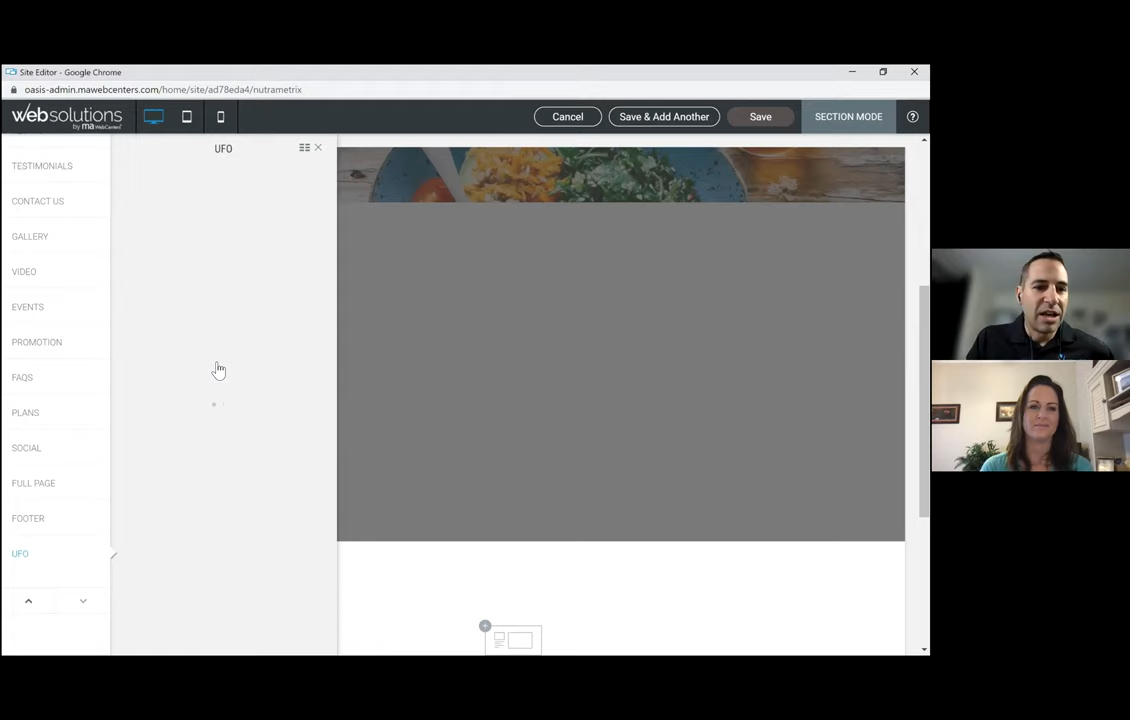 Site Editor - Google Chrome
oasis-admin.mawebcenters.com/home/site/ad78eda4/nutrametrix
websolutions
by ma WebCenters
Cancel
Save & Add Another
Save
SECTION MODE
UFO
TESTIMONIALS
CONTACT US
GALLERY
VIDEO
EVENTS
PROMOTION
FAQS
PLANS
SOCIAL
FULL PAGE
FOOTER
UFO